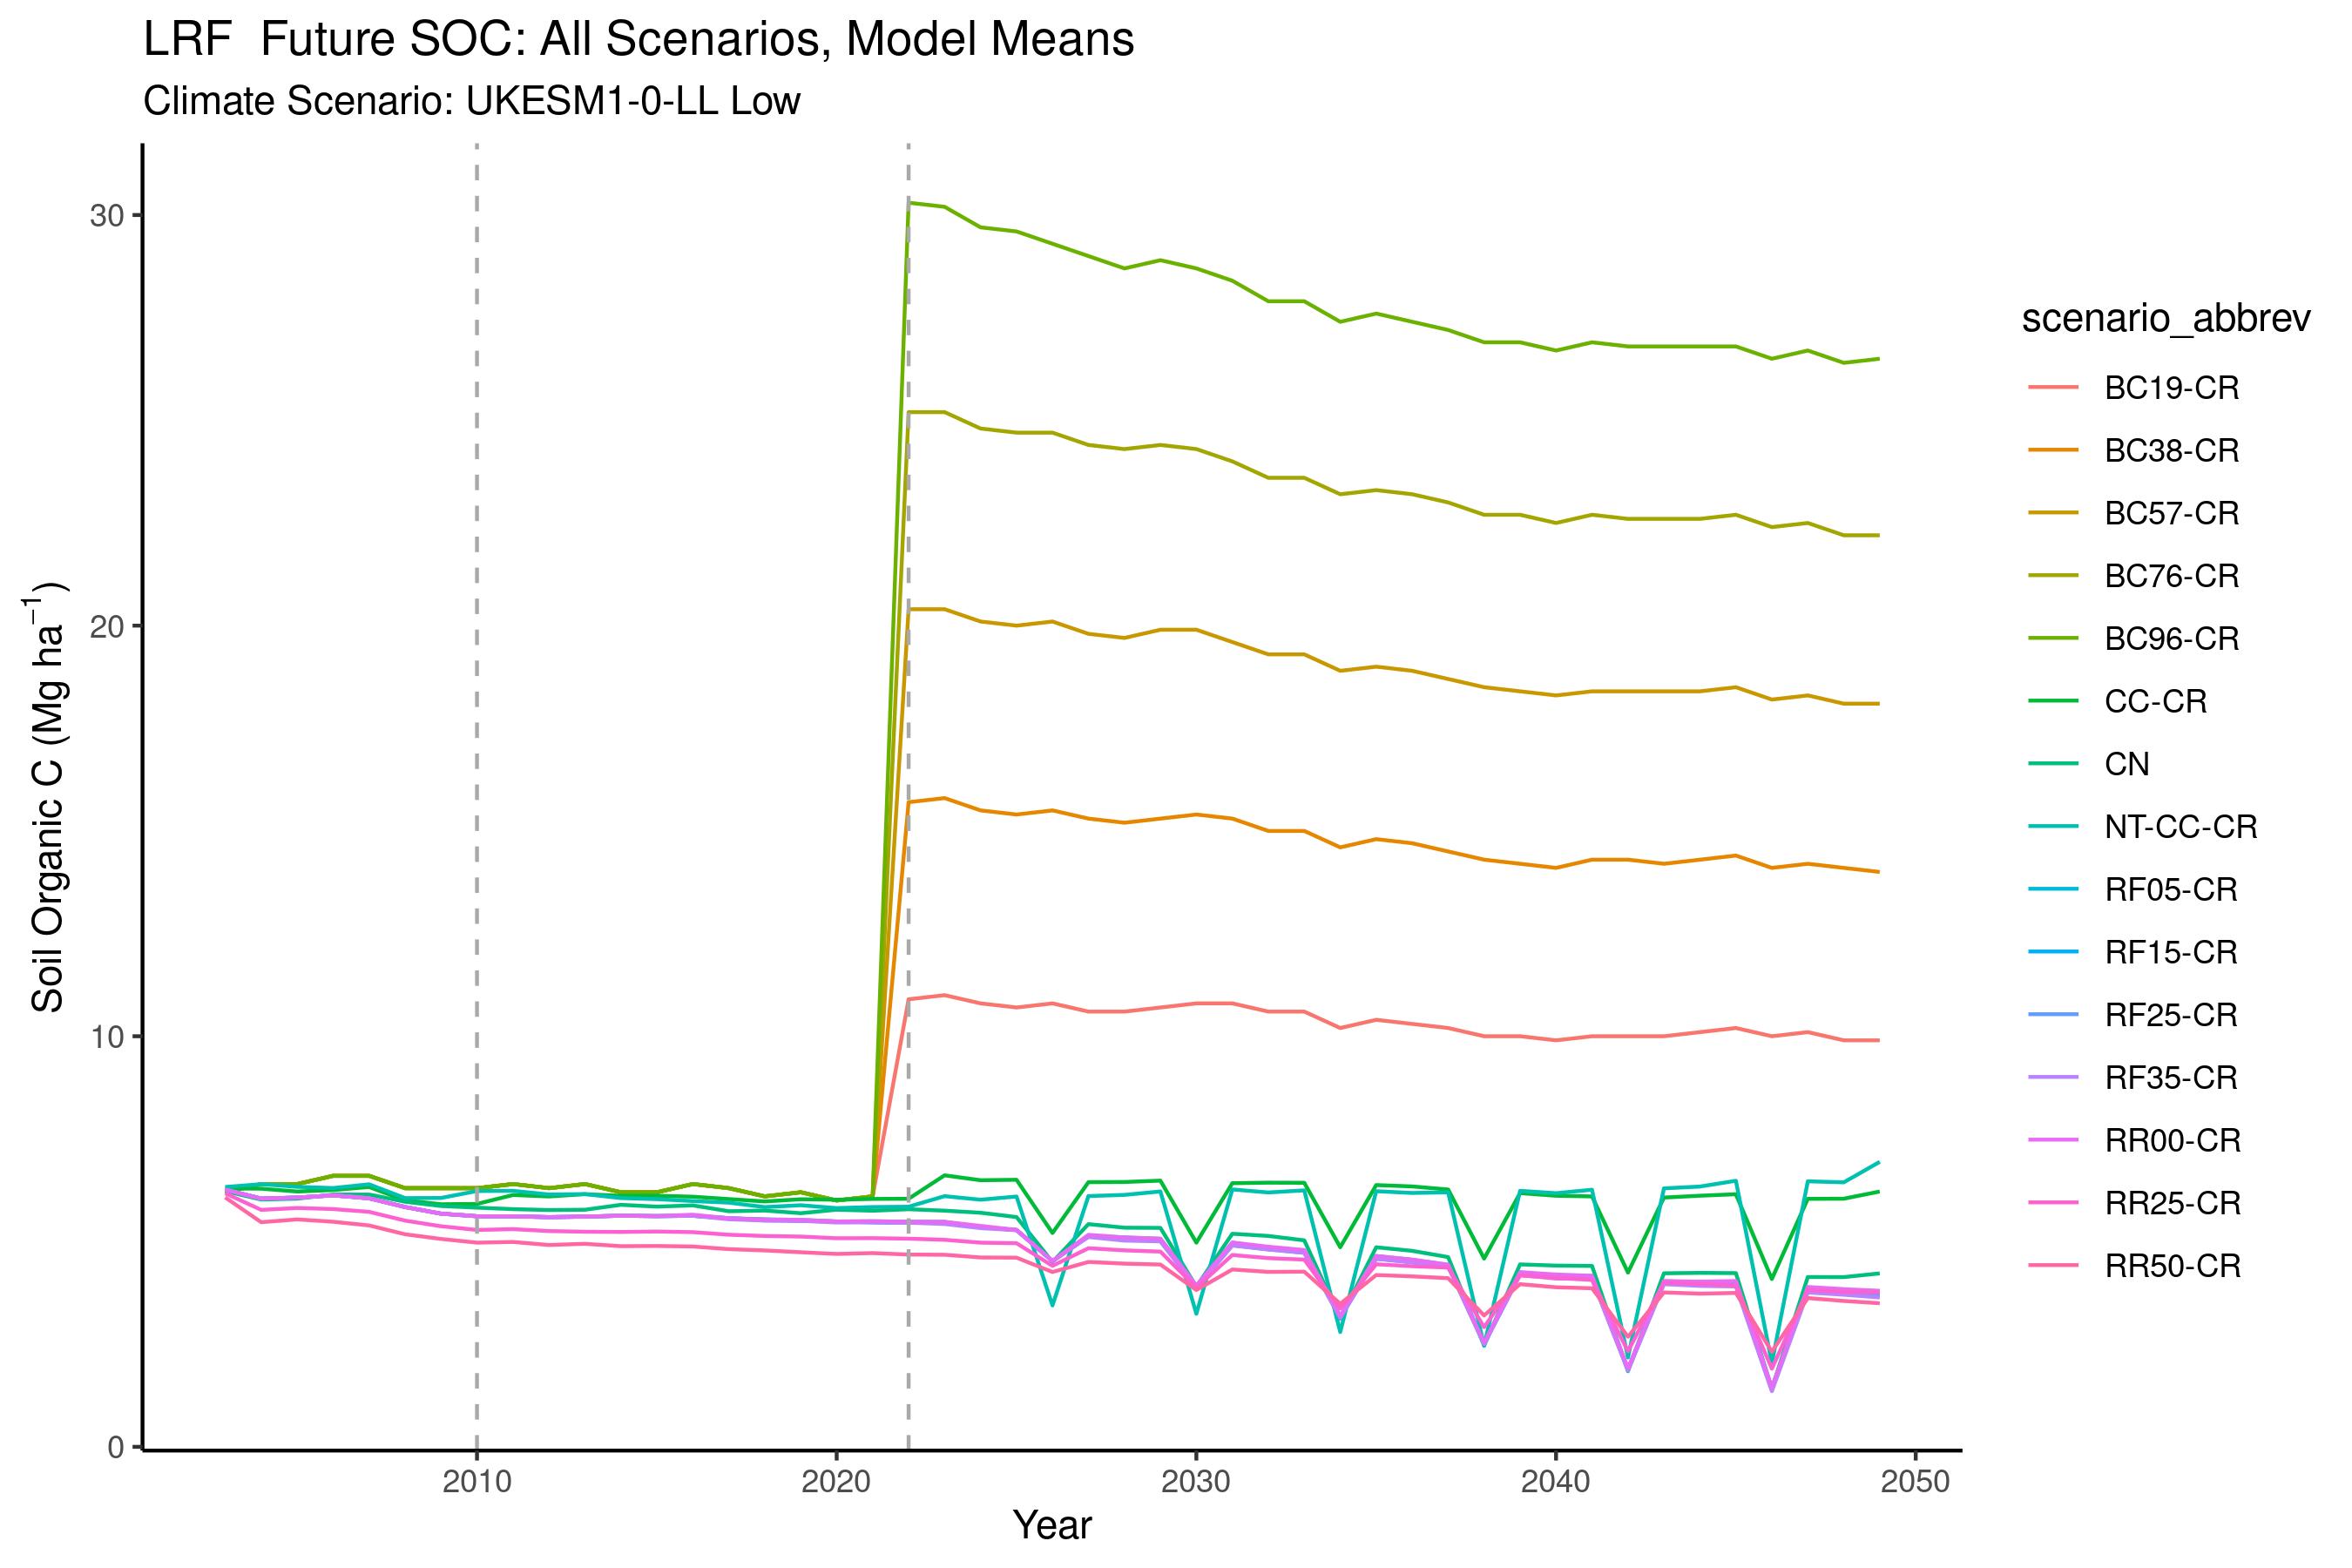 LRF  Future SOC: All Scenarios, Model Means
Climate Scenario: UKESM1-0-LL Low
Soil Organic C (Mg ha⁻¹)
30
20
10
0
2010
2020
2030
2040
2050
Year
scenario_abbrev
BC19-CR
BC38-CR
BC57-CR
BC76-CR
BC96-CR
CC-CR
CN
NT-CC-CR
RF05-CR
RF15-CR
RF25-CR
RF35-CR
RR00-CR
RR25-CR
RR50-CR